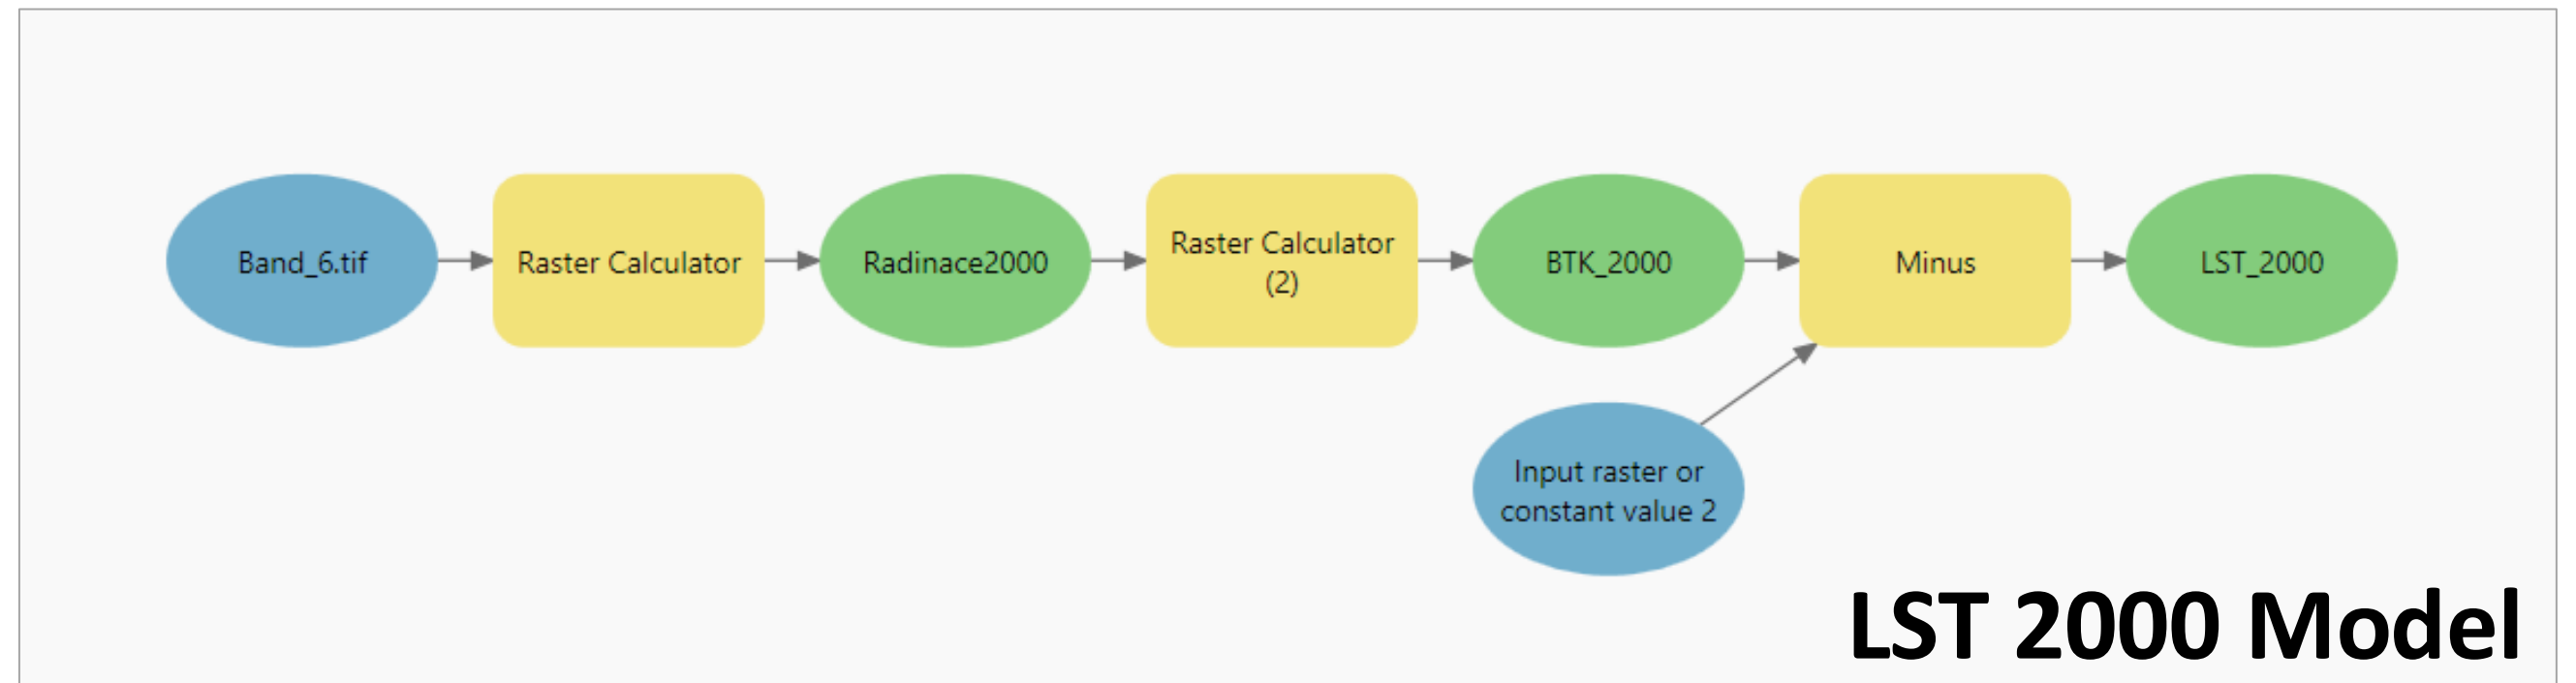 Band_6.tif
Raster Calculator
Radinace2000
Raster Calculator
(2)
BTK_2000
Minus
LST_2000
Input raster or
constant value 2
LST 2000 Model